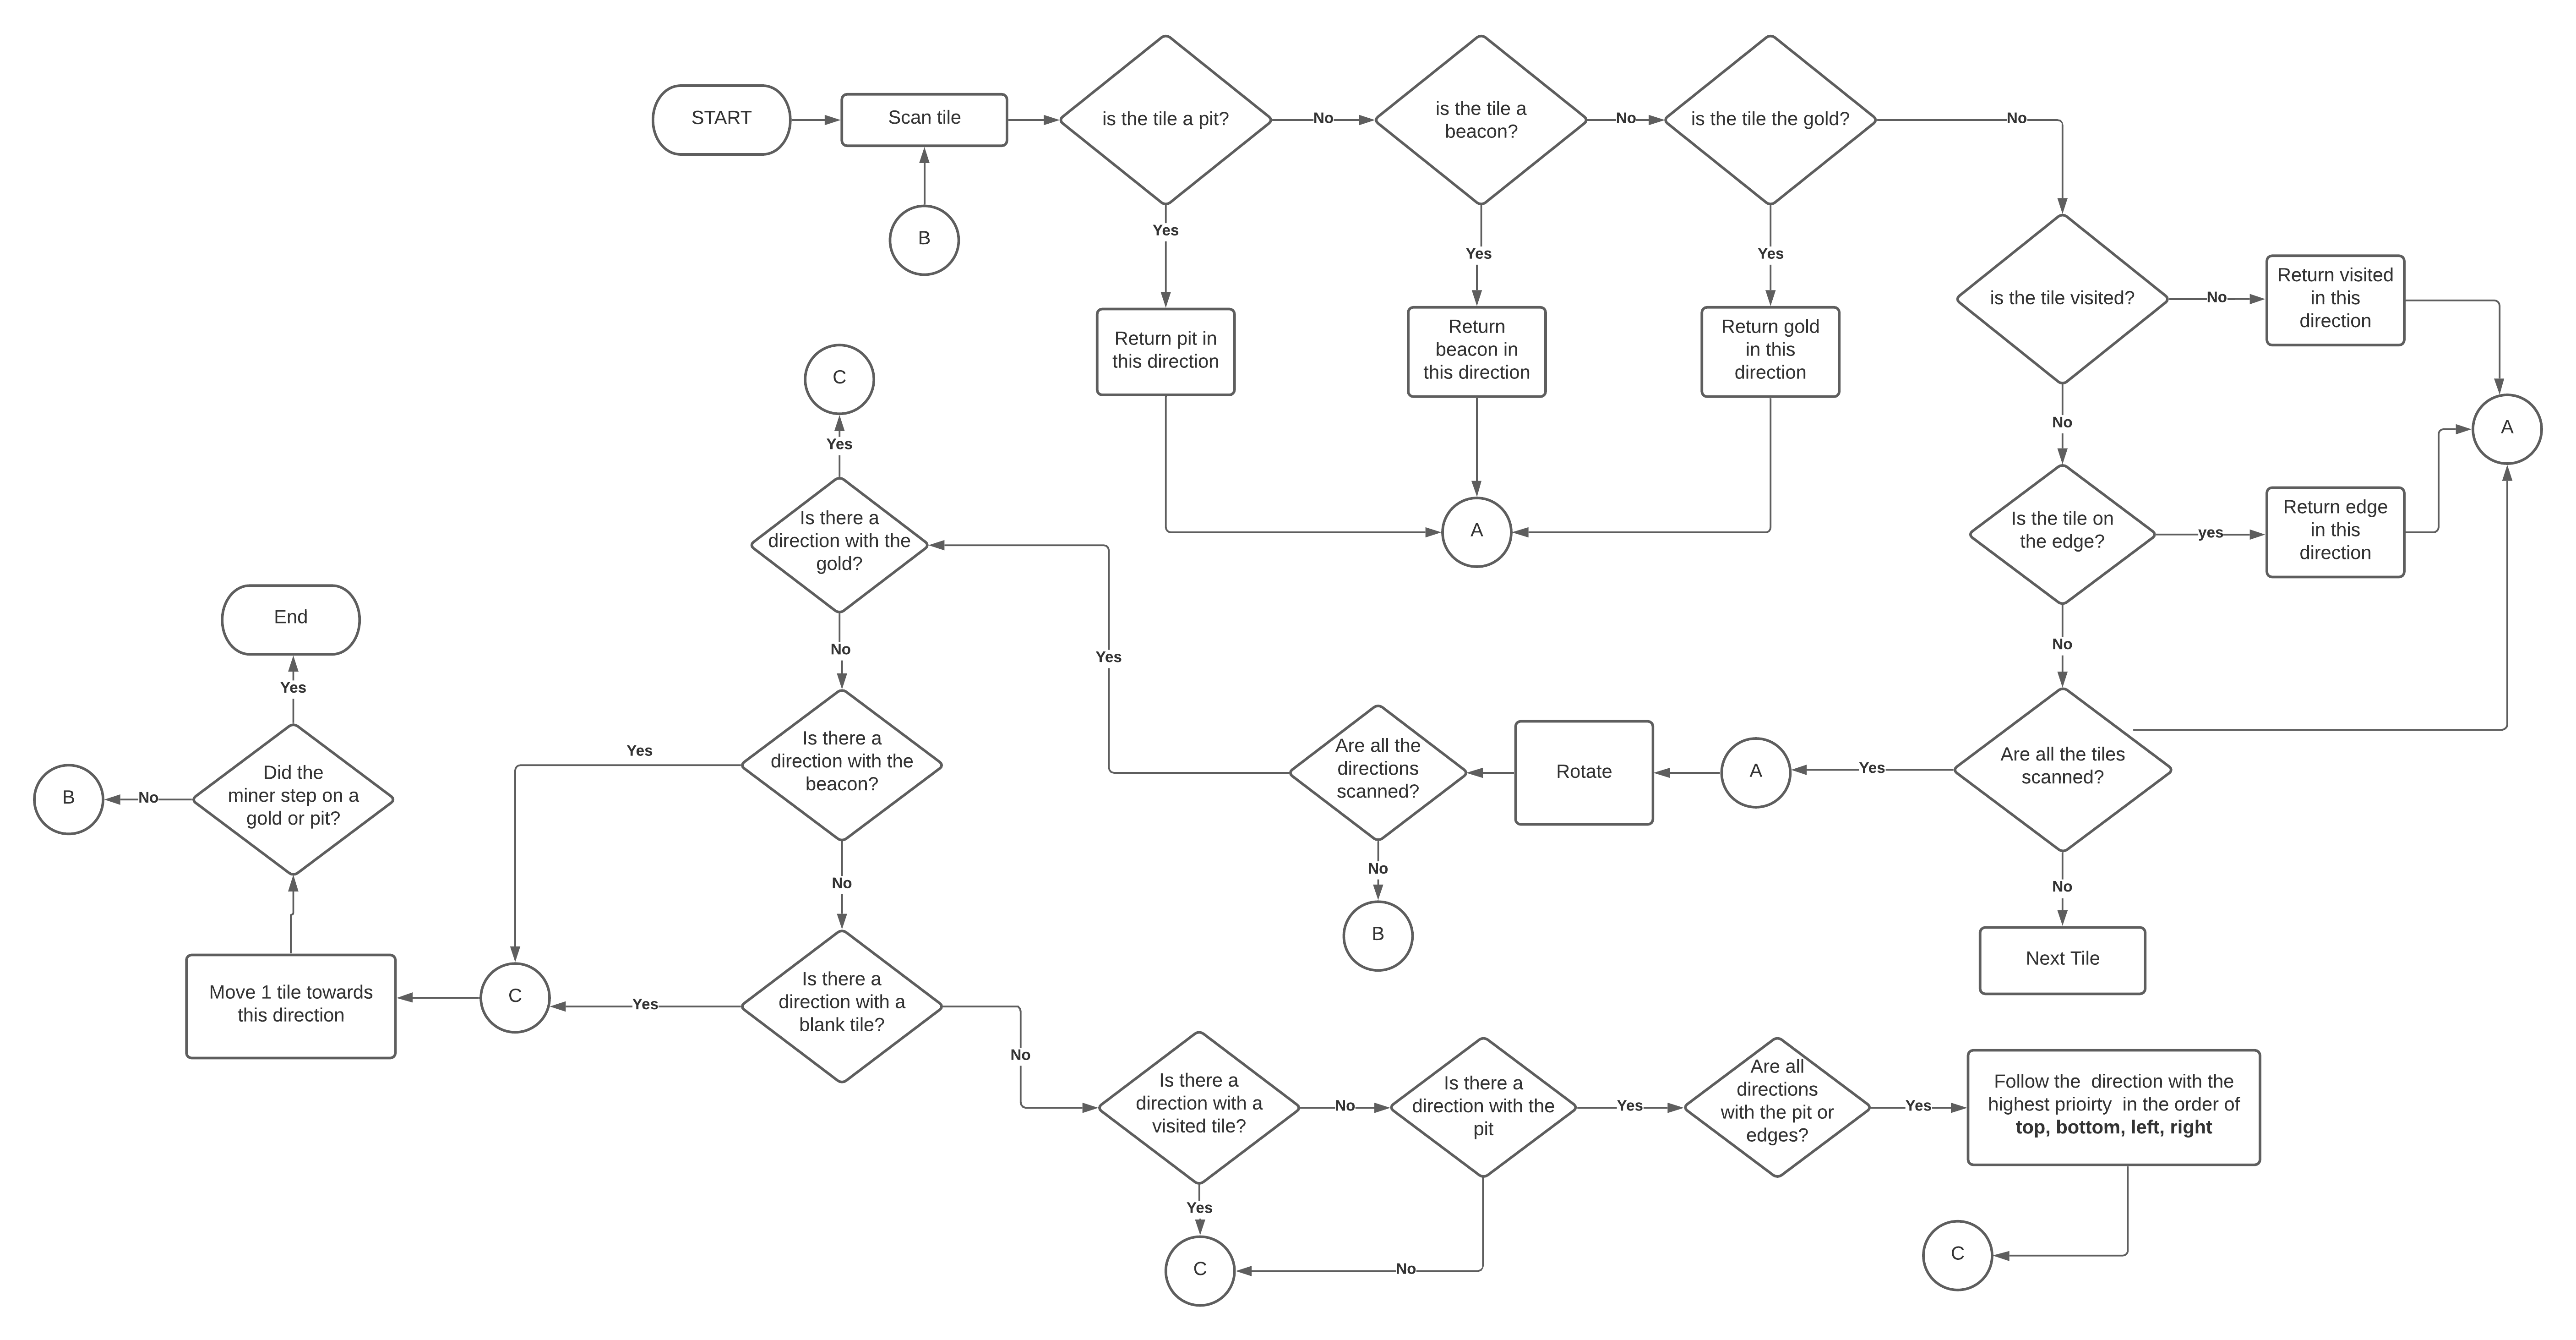 START
Scan tile
is the tile a pit?
No
is the tile a
beacon?
No
is the tile the gold?
No
B
Yes
Yes
Yes
Return pit in
this direction
Return
beacon in
this direction
Return gold
in this
direction
A
is the tile visited?
No
Return visited
in this
direction
A
No
Is the tile on
the edge?
yes
Return edge
in this
direction
No
Are all the tiles
scanned?
Yes
A
Rotate
Are all the
directions
scanned?
Yes
No
B
No
Next Tile
C
Yes
Is there a
direction with the
gold?
No
Is there a
direction with the
beacon?
Yes
No
Is there a
direction with a
blank tile?
Yes
C
Move 1 tile towards
this direction
Did the
miner step on a
gold or pit?
Yes
End
No
B
No
Is there a
direction with a
visited tile?
No
Is there a
direction with the
pit
Yes
Are all
directions
with the pit or
edges?
Yes
Follow the  direction with the
highest prioirty  in the order of
top, bottom, left, right
Yes
C
No
C